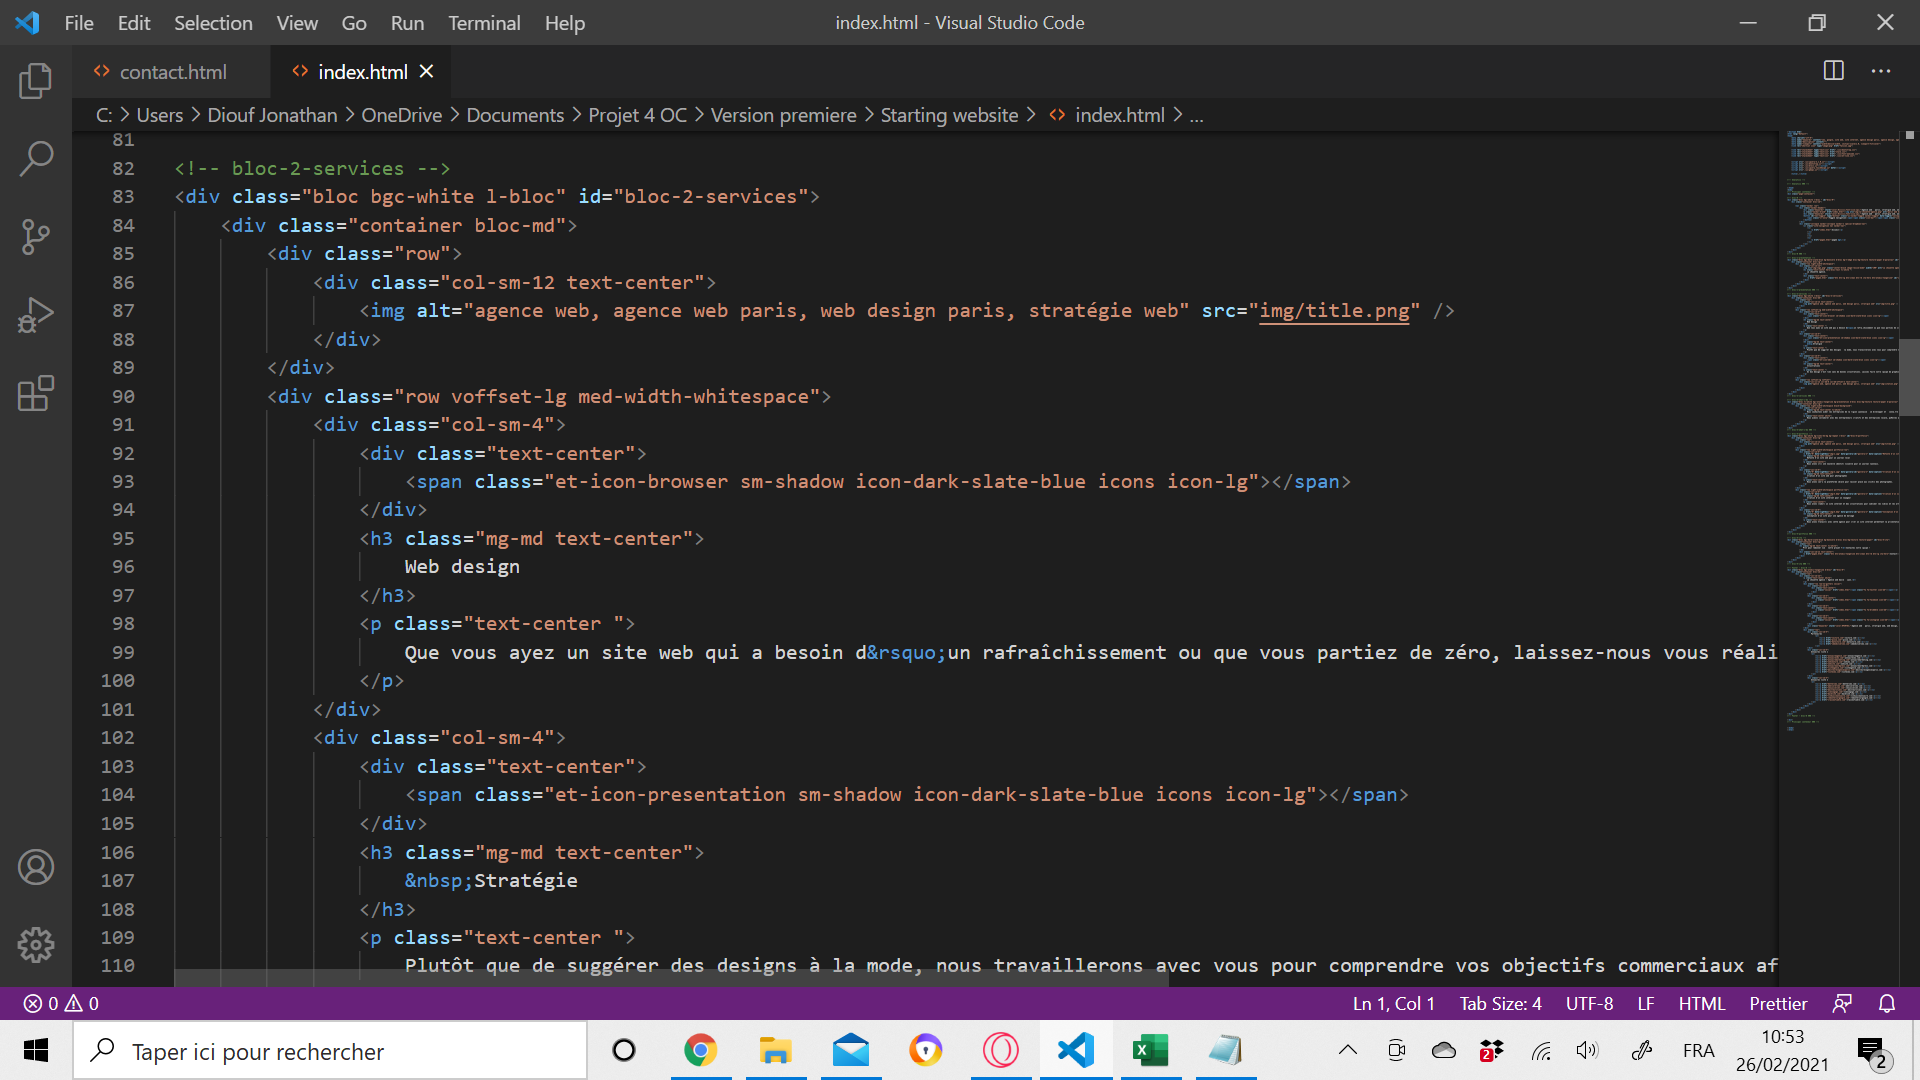 File Edit Selection View Go Run Terminal Help index.html - Visual Studio Code
contact.html index.html
C: > Users > Diouf Jonathan > OneDrive > Documents > Projet 4 OC > Version premiere > Starting website > index.html > ...
81
82 <!-- bloc-2-services -->
83 <div class="bloc bgc-white l-bloc" id="bloc-2-services">
84 <div class="container bloc-md">
85 <div class="row">
86 <div class="col-sm-12 text-center">
87 <img alt="agence web, agence web paris, web design paris, stratégie web" src="img/title.png" />
88 </div>
89 </div>
90 <div class="row voffset-lg med-width-whitespace">
91 <div class="col-sm-4">
92 <div class="text-center">
93 <span class="et-icon-browser sm-shadow icon-dark-slate-blue icons icon-lg"></span>
94 </div>
95 <h3 class="mg-md text-center">
96 Web design
97 </h3>
98 <p class="text-center ">
99 Que vous ayez un site web qui a besoin d&rsquo;un rafraîchissement ou que vous partiez de zéro, laissez-nous vous réali
100 </p>
101 </div>
102 <div class="col-sm-4">
103 <div class="text-center">
104 <span class="et-icon-presentation sm-shadow icon-dark-slate-blue icons icon-lg"></span>
105 </div>
106 <h3 class="mg-md text-center">
107 &nbsp;Stratégie
108 </h3>
109 <p class="text-center ">
110 Plutôt que de suggérer des designs à la mode, nous travaillerons avec vous pour comprendre vos objectifs commerciaux af
0 0 Ln 1, Col 1 Tab Size: 4 UTF-8 LF HTML Prettier
Taper ici pour rechercher 2 FRA 10:53 26/02/2021 2